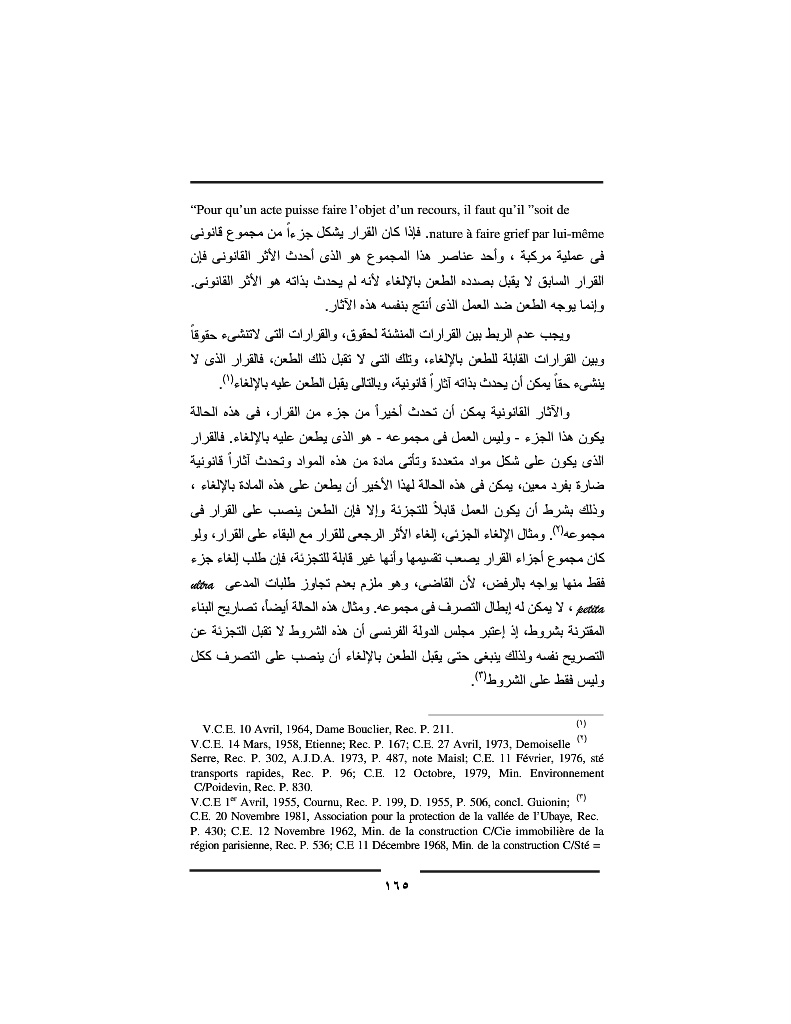 “Pour qu’un acte puisse faire l’objet d’un recours, il faut qu’il ”soit de
nature à faire grief par lui-même. فإذا كان القرار يشكل جزءاً من مجموع قانونى
فى عملية مركبة ، وأحد عناصر هذا المجموع هو الذى أحدث الأثر القانونى فإن
القرار السابق لا يقبل بصدده الطعن بالإلغاء لأنه لم يحدث بذاته هو الأثر القانونى.
وإنما يوجه الطعن ضد العمل الذى أنتج بنفسه هذه الآثار.
ويجب عدم الربط بين القرارات المنشئة لحقوق، والقرارات التى لاتنشىء حقوقاً
وبين القرارات القابلة للطعن بالإلغاء، وتلك التى لا تقبل ذلك الطعن، فالقرار الذى لا
ينشىء حقاً يمكن أن يحدث بذاته آثاراً قانونية، وبالتالى يقبل الطعن عليه بالإلغاء(١).
والآثار القانونية يمكن أن تحدث أخيراً من جزء من القرار، فى هذه الحالة
يكون هذا الجزء - وليس العمل فى مجموعه - هو الذى يطعن عليه بالإلغاء. فالقرار
الذى يكون على شكل مواد متعددة وتأتى مادة من هذه المواد وتحدث آثاراً قانونية
ضارة بفرد معين، يمكن فى هذه الحالة لهذا الأخير أن يطعن على هذه المادة بالإلغاء ،
وذلك بشرط أن يكون العمل قابلاً للتجزئة وإلا فإن الطعن ينصب على القرار فى
مجموعه(٢). ومثال الإلغاء الجزئى، إلغاء الأثر الرجعى للقرار مع البقاء على القرار، ولو
كان مجموع أجزاء القرار يصعب تقسيمها وأنها غير قابلة للتجزئة، فإن طلب إلغاء جزء
فقط منها يواجه بالرفض، لأن القاضى، وهو ملزم بعدم تجاوز طلبات المدعى ultra
petita ، لا يمكن له إبطال التصرف فى مجموعه. ومثال هذه الحالة أيضاً، تصاريح البناء
المقترنة بشروط، إذ إعتبر مجلس الدولة الفرنسى أن هذه الشروط لا تقبل التجزئة عن
التصريح نفسه ولذلك ينبغى حتى يقبل الطعن بالإلغاء أن ينصب على التصرف ككل
وليس فقط على الشروط(٣).
(١) V.C.E. 10 Avril, 1964, Dame Bouclier, Rec. P. 211.
(٢) V.C.E. 14 Mars, 1958, Etienne; Rec. P. 167; C.E. 27 Avril, 1973, Demoiselle
Serre, Rec. P. 302, A.J.D.A. 1973, P. 487, note Maisl; C.E. 11 Février, 1976, sté
transports rapides, Rec. P. 96; C.E. 12 Octobre, 1979, Min. Environnement
C/Poidevin, Rec. P. 830.
(٣) V.C.E 1er Avril, 1955, Cournu, Rec. P. 199, D. 1955, P. 506, concl. Guionin;
C.E. 20 Novembre 1981, Association pour la protection de la vallée de l’Ubaye, Rec.
P. 430; C.E. 12 Novembre 1962, Min. de la construction C/Cie immobilière de la
région parisienne, Rec. P. 536; C.E 11 Décembre 1968, Min. de la construction C/Sté =
١٦٥